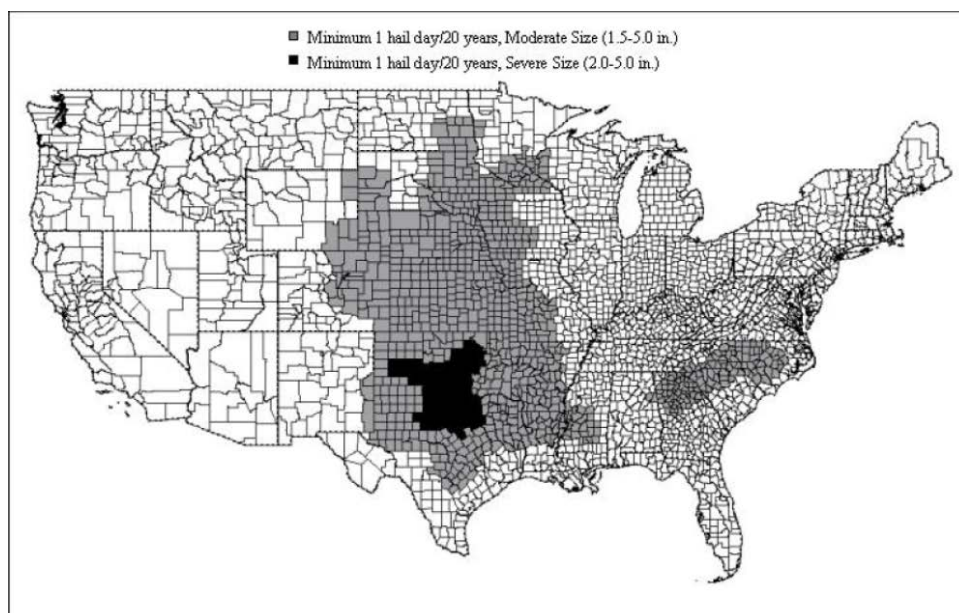 Minimum 1 hail day/20 years, Moderate Size (1.5-5.0 in.)
Minimum 1 hail day/20 years, Severe Size (2.0-5.0 in.)